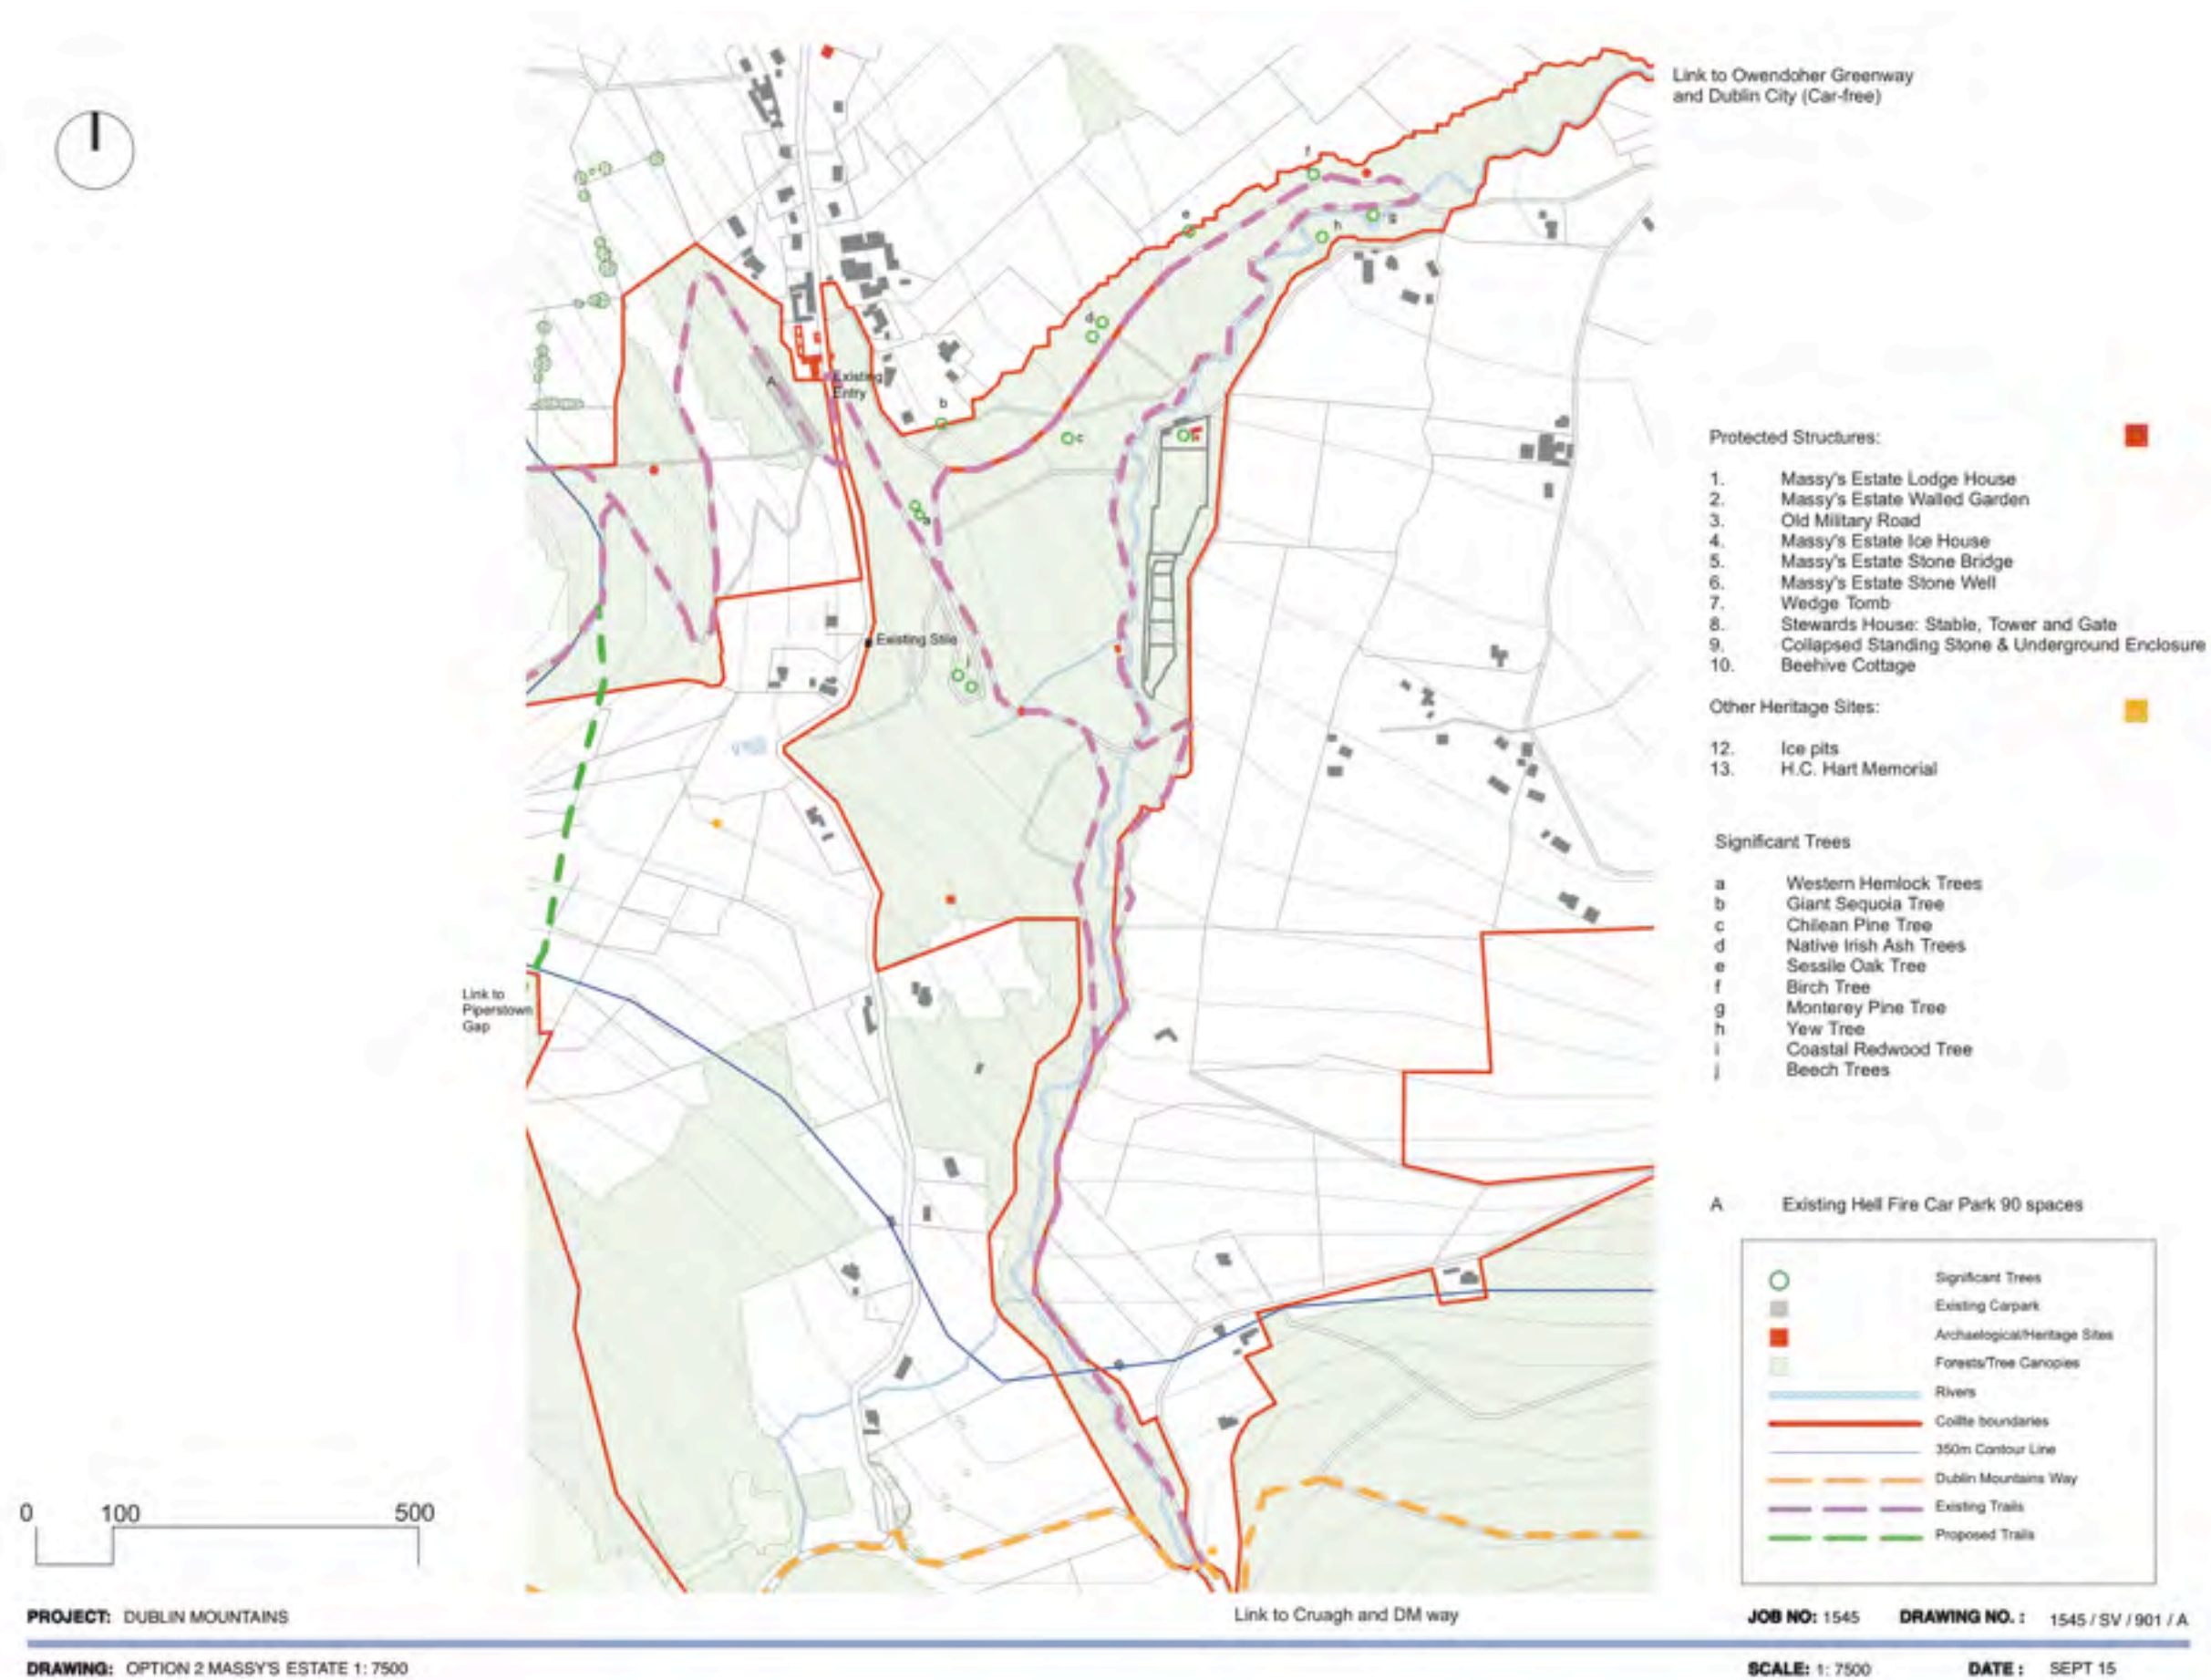 Link to Owendoher Greenway
and Dublin City (Car-free)
f
e
g
h
d
A
Existing
Entry
b
c
a
Existing Stile
j
Link to
Piperstown
Gap
Protected Structures:
1. Massy's Estate Lodge House
2. Massy's Estate Walled Garden
3. Old Military Road
4. Massy's Estate Ice House
5. Massy's Estate Stone Bridge
6. Massy's Estate Stone Well
7. Wedge Tomb
8. Stewards House: Stable, Tower and Gate
9. Collapsed Standing Stone & Underground Enclosure
10. Beehive Cottage
Other Heritage Sites:
12. Ice pits
13. H.C. Hart Memorial
Significant Trees
a Western Hemlock Trees
b Giant Sequoia Tree
c Chilean Pine Tree
d Native Irish Ash Trees
e Sessile Oak Tree
f Birch Tree
g Monterey Pine Tree
h Yew Tree
i Coastal Redwood Tree
j Beech Trees
A Existing Hell Fire Car Park 90 spaces
Significant Trees
Existing Carpark
Archaelogical/Heritage Sites
Forests/Tree Canopies
Rivers
Coillte boundaries
350m Contour Line
Dublin Mountains Way
Existing Trails
Proposed Trails
0 100 500
Link to Cruagh and DM way
PROJECT: DUBLIN MOUNTAINS
JOB NO: 1545 DRAWING NO. : 1545 / SV / 901 / A
DRAWING: OPTION 2 MASSY'S ESTATE 1: 7500
SCALE: 1: 7500 DATE : SEPT 15